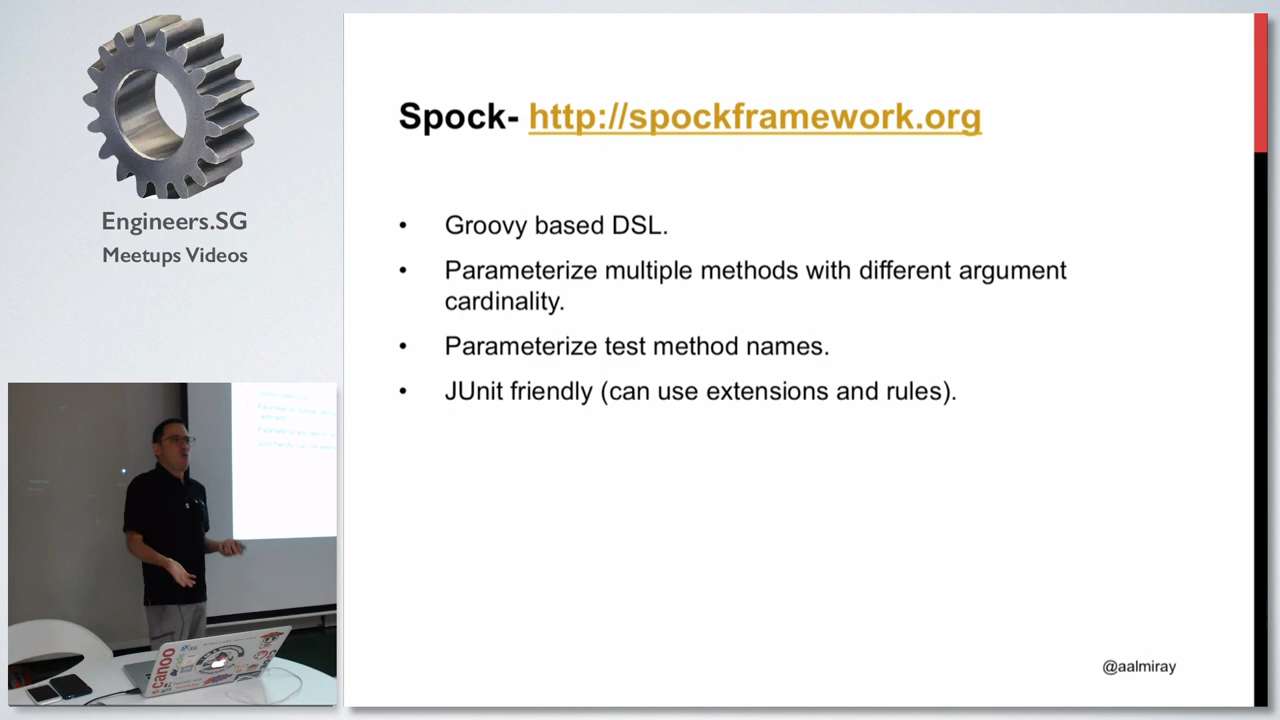 Engineers.SG
Meetups Videos
Spock- http://spockframework.org
• Groovy based DSL.
• Parameterize multiple methods with different argument
cardinality.
• Parameterize test method names.
• JUnit friendly (can use extensions and rules).
@aalmiray
canoo